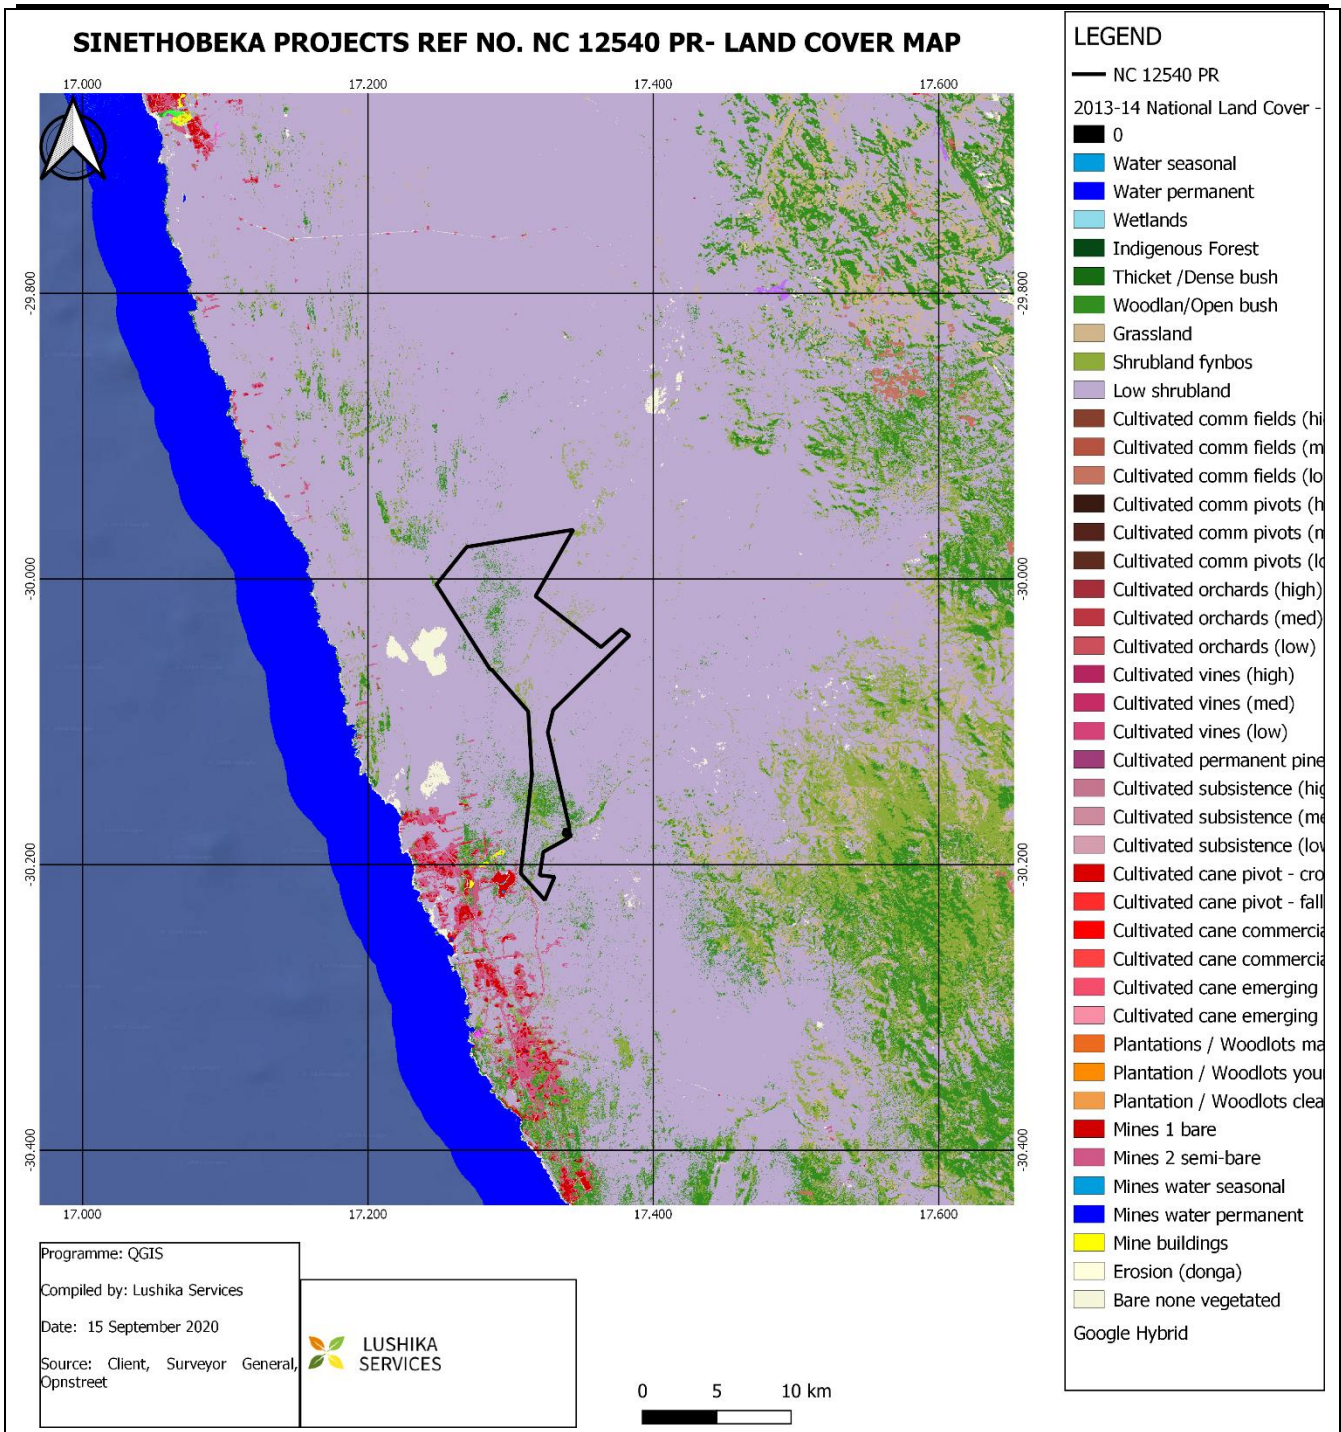 SINETHOBEKA PROJECTS REF NO. NC 12540 PR- LAND COVER MAP
17.000 17.200 17.400 17.600
-29.800 -29.800
-30.000 -30.000
-30.200 -30.200
-30.400 -30.400
17.000 17.200 17.400 17.600
Programme: QGIS
Compiled by: Lushika Services
Date: 15 September 2020
Source: Client, Surveyor General,
Opnstreet
LUSHIKA
SERVICES
0 5 10 km
LEGEND
NC 12540 PR
2013-14 National Land Cover -
0
Water seasonal
Water permanent
Wetlands
Indigenous Forest
Thicket /Dense bush
Woodlan/Open bush
Grassland
Shrubland fynbos
Low shrubland
Cultivated comm fields (hi
Cultivated comm fields (m
Cultivated comm fields (lo
Cultivated comm pivots (h
Cultivated comm pivots (m
Cultivated comm pivots (lo
Cultivated orchards (high)
Cultivated orchards (med)
Cultivated orchards (low)
Cultivated vines (high)
Cultivated vines (med)
Cultivated vines (low)
Cultivated permanent pine
Cultivated subsistence (hig
Cultivated subsistence (me
Cultivated subsistence (low
Cultivated cane pivot - cro
Cultivated cane pivot - fall
Cultivated cane commercia
Cultivated cane commercia
Cultivated cane emerging
Cultivated cane emerging
Plantations / Woodlots ma
Plantation / Woodlots you
Plantation / Woodlots clea
Mines 1 bare
Mines 2 semi-bare
Mines water seasonal
Mines water permanent
Mine buildings
Erosion (donga)
Bare none vegetated
Google Hybrid